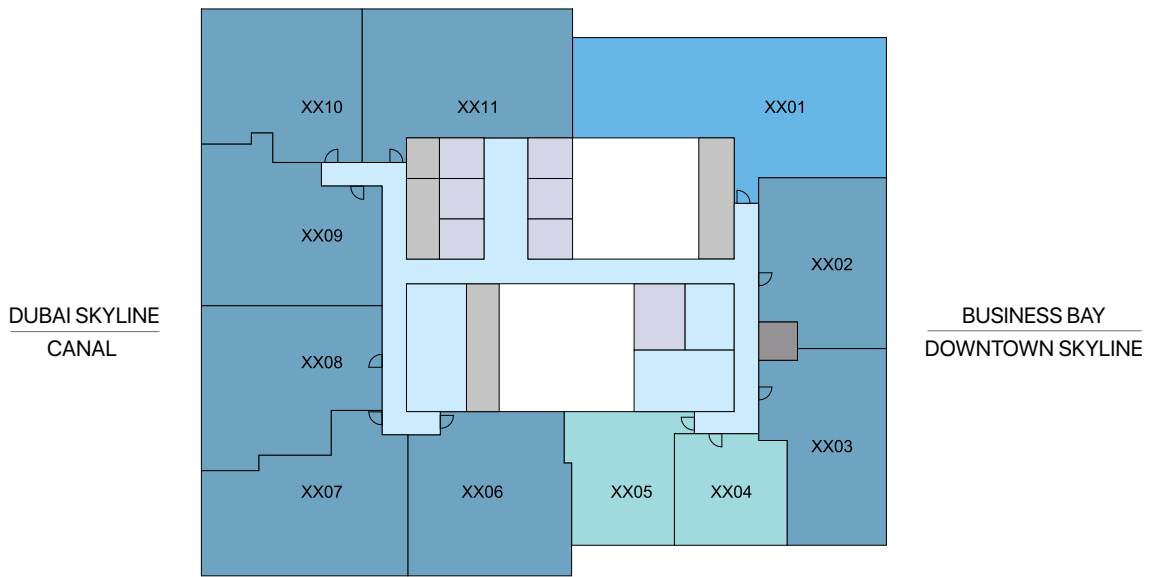 XX10
XX11
XX01
XX09
XX02
DUBAI SKYLINE
CANAL
BUSINESS BAY
DOWNTOWN SKYLINE
XX08
XX03
XX07
XX06
XX05
XX04